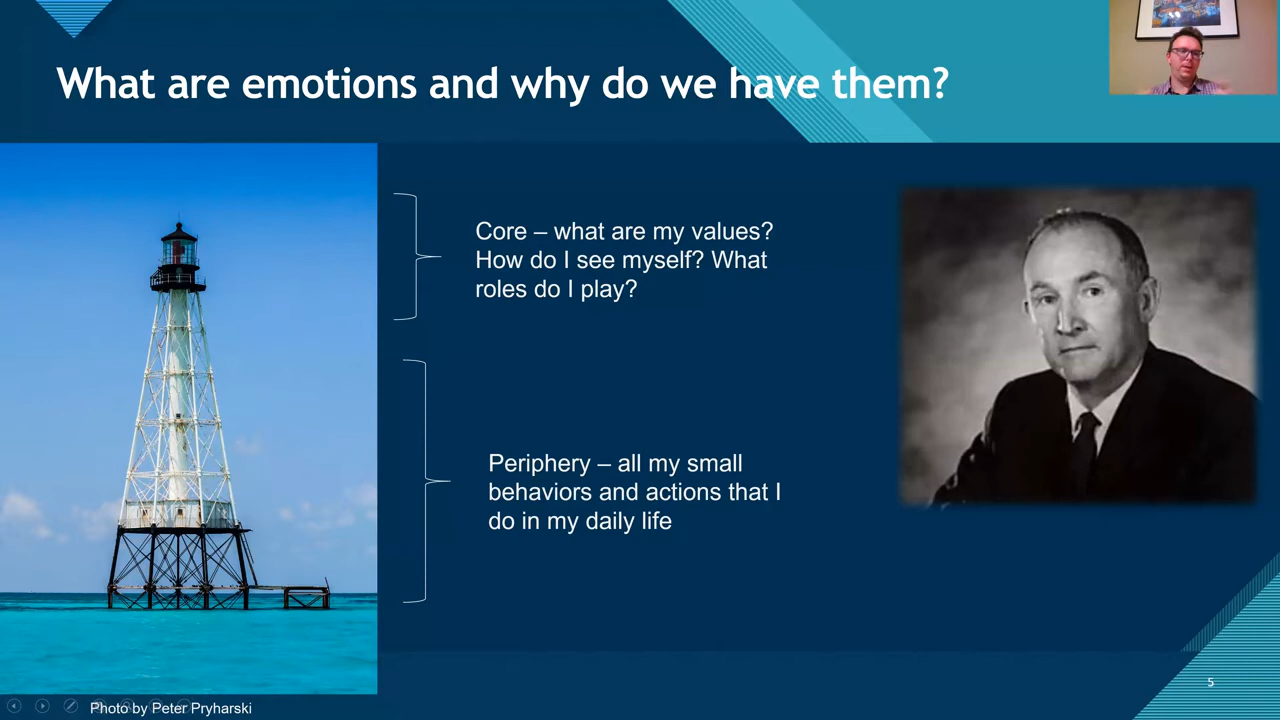 What are emotions and why do we have them?
Core – what are my values?
How do I see myself? What
roles do I play?
Periphery – all my small
behaviors and actions that I
do in my daily life
5
Photo by Peter Pryharski